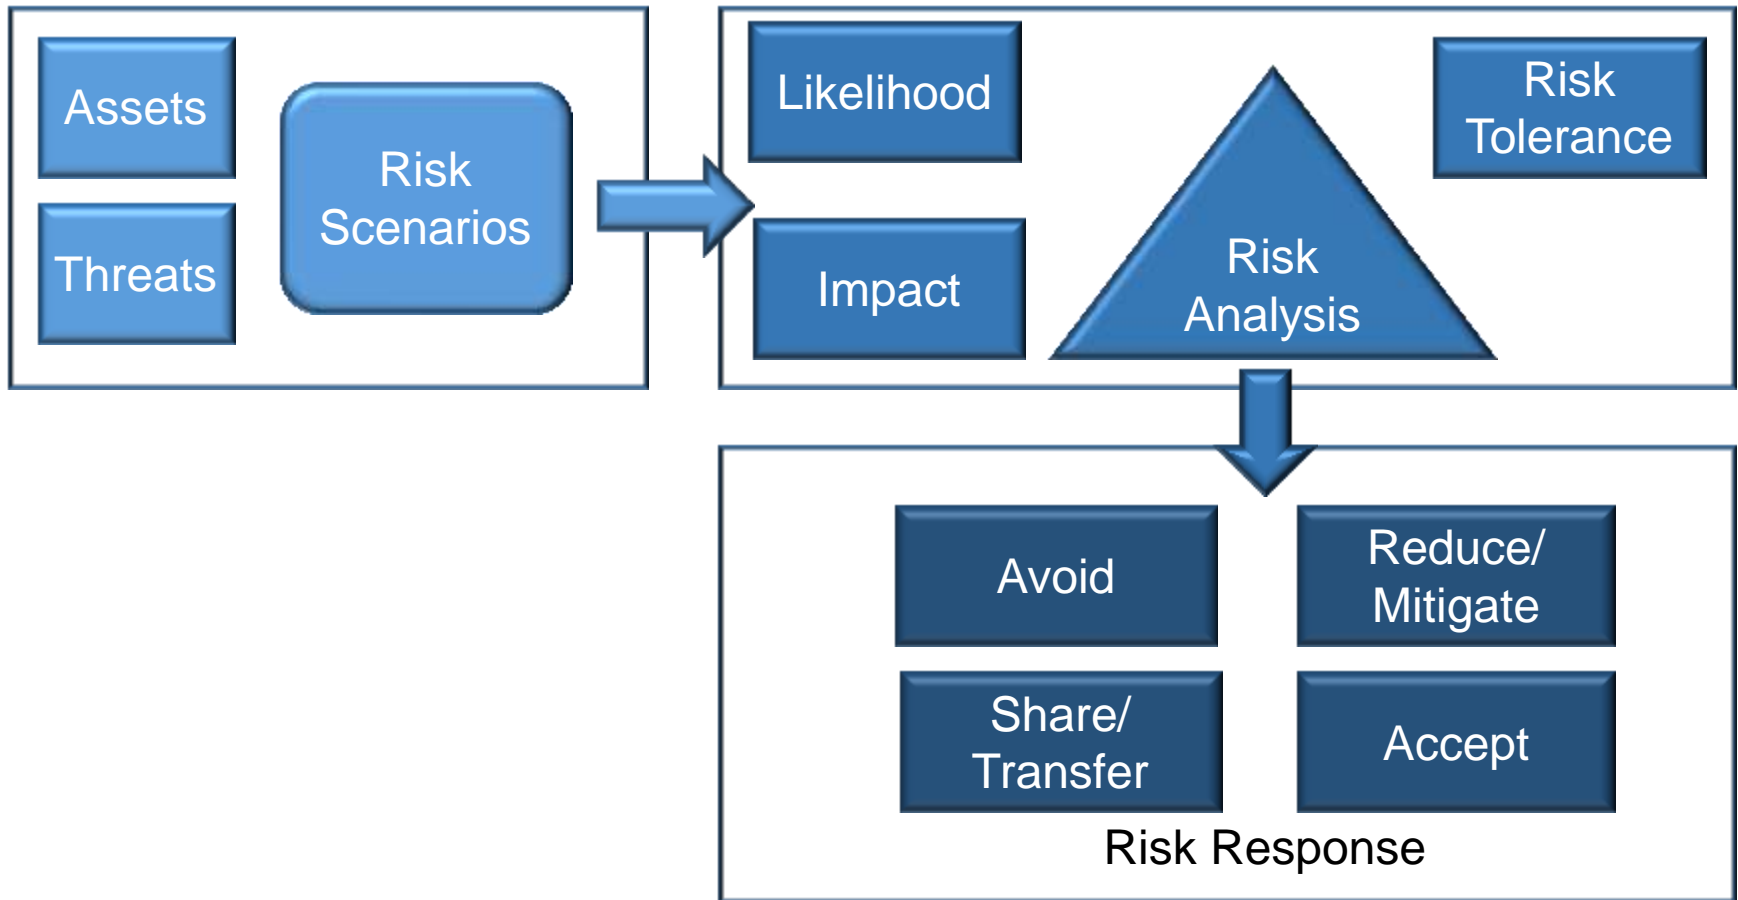 Assets
Threats
Risk
Scenarios
Likelihood
Impact
Risk
Analysis
Risk
Tolerance
Avoid
Reduce/
Mitigate
Share/
Transfer
Accept
Risk Response